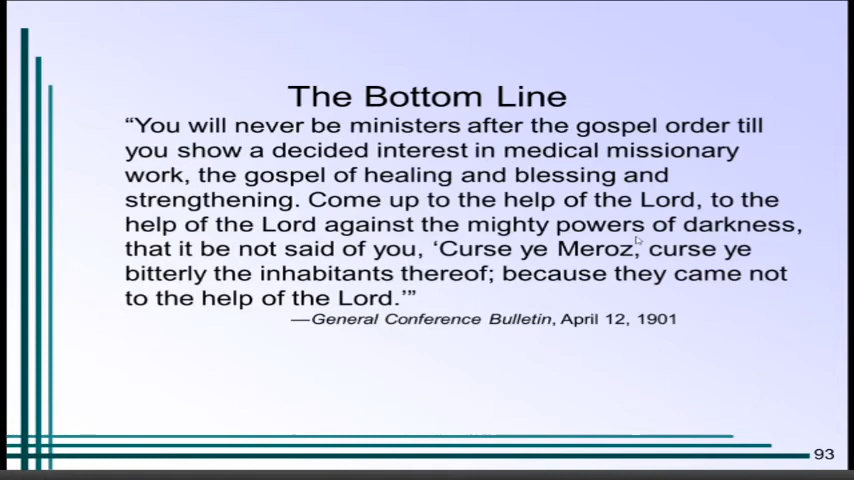 The Bottom Line
“You will never be ministers after the gospel order till
you show a decided interest in medical missionary
work, the gospel of healing and blessing and
strengthening. Come up to the help of the Lord, to the
help of the Lord against the mighty powers of darkness,
that it be not said of you, ‘Curse ye Meroz, curse ye
bitterly the inhabitants thereof; because they came not
to the help of the Lord.’”
—General Conference Bulletin, April 12, 1901
93